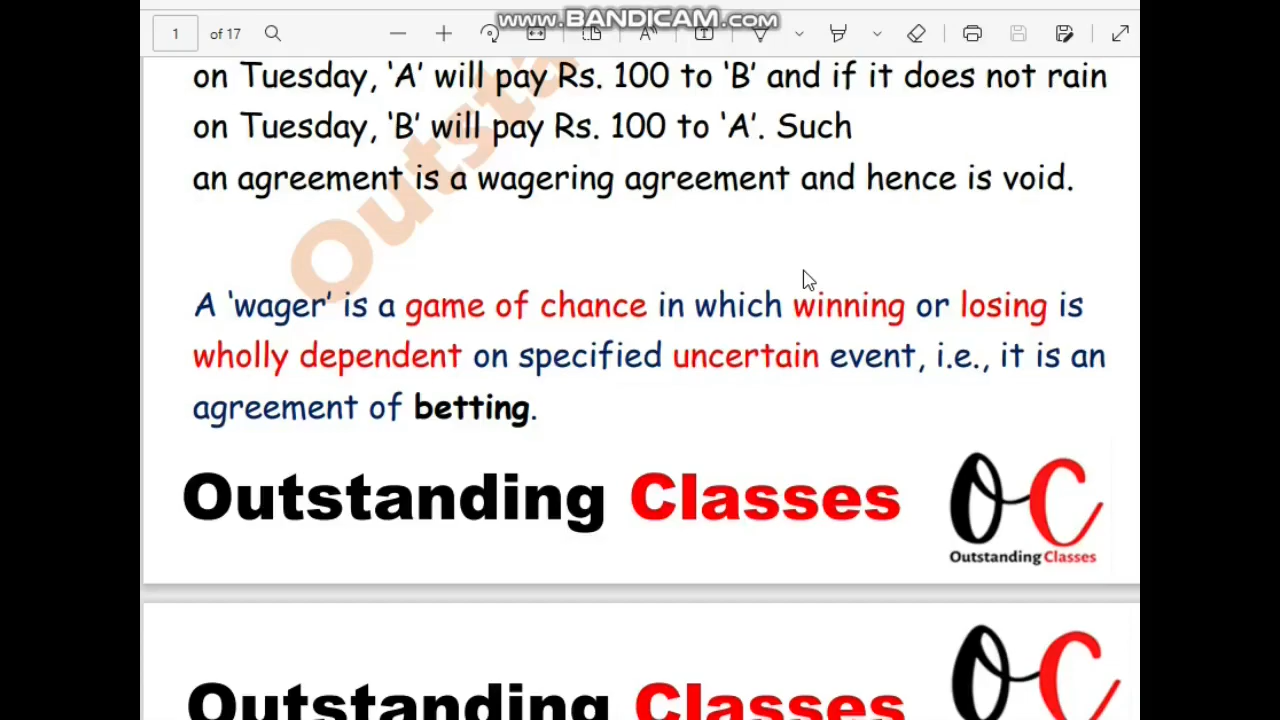 www.BANDICAM.com
1 of 17
on Tuesday, ‘A’ will pay Rs. 100 to ‘B’ and if it does not rain
on Tuesday, ‘B’ will pay Rs. 100 to ‘A’. Such
an agreement is a wagering agreement and hence is void.
Outsta
A ‘wager’ is a game of chance in which winning or losing is
wholly dependent on specified uncertain event, i.e., it is an
agreement of betting.
Outstanding Classes
OC
Outstanding Classes
OC
Outstanding Classes